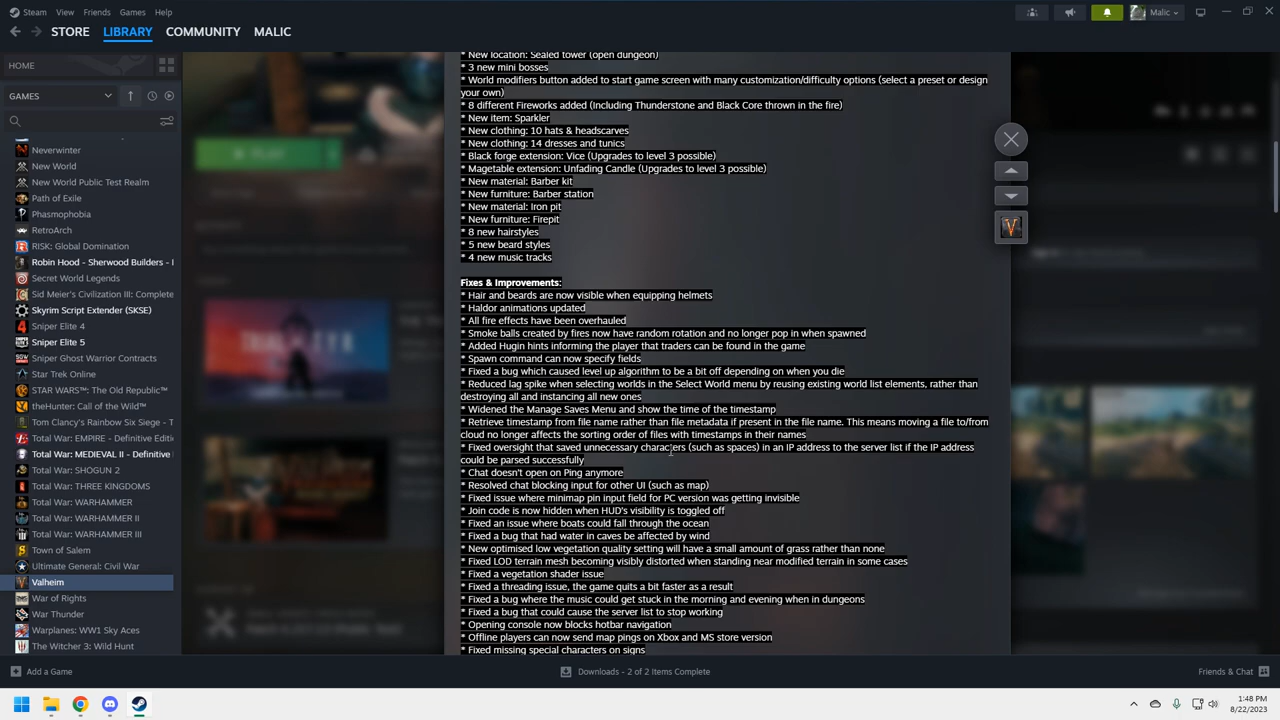 Steam View Friends Games Help
Malic
STORE LIBRARY COMMUNITY MALIC
HOME
GAMES
Neverwinter
New World
New World Public Test Realm
Path of Exile
Phasmophobia
RetroArch
RISK: Global Domination
Robin Hood - Sherwood Builders - I
Secret World Legends
Sid Meier's Civilization III: Complete
Skyrim Script Extender (SKSE)
Sniper Elite 4
Sniper Elite 5
Sniper Ghost Warrior Contracts
Star Trek Online
STAR WARS™: The Old Republic™
theHunter: Call of the Wild™
Tom Clancy's Rainbow Six Siege - T
Total War: EMPIRE - Definitive Editi
Total War: MEDIEVAL II - Definitive E
Total War: SHOGUN 2
Total War: THREE KINGDOMS
Total War: WARHAMMER
Total War: WARHAMMER II
Total War: WARHAMMER III
Town of Salem
Ultimate General: Civil War
Valheim
War of Rights
War Thunder
Warplanes: WW1 Sky Aces
The Witcher 3: Wild Hunt
* New location: Sealed tower (open dungeon)
* 3 new mini bosses
* World modifiers button added to start game screen with many customization/difficulty options (select a preset or design
your own)
* 8 different Fireworks added (Including Thunderstone and Black Core thrown in the fire)
* New item: Sparkler
* New clothing: 10 hats & headscarves
* New clothing: 14 dresses and tunics
* Black forge extension: Vice (Upgrades to level 3 possible)
* Magetable extension: Unfading Candle (Upgrades to level 3 possible)
* New material: Barber kit
* New furniture: Barber station
* New material: Iron pit
* New furniture: Firepit
* 8 new hairstyles
* 5 new beard styles
* 4 new music tracks
Fixes & Improvements:
* Hair and beards are now visible when equipping helmets
* Haldor animations updated
* All fire effects have been overhauled
* Smoke balls created by fires now have random rotation and no longer pop in when spawned
* Added Hugin hints informing the player that traders can be found in the game
* Spawn command can now specify fields
* Fixed a bug which caused level up algorithm to be a bit off depending on when you die
* Reduced lag spike when selecting worlds in the Select World menu by reusing existing world list elements, rather than
destroying all and instancing all new ones
* Widened the Manage Saves Menu and show the time of the timestamp
* Retrieve timestamp from file name rather than file metadata if present in the file name. This means moving a file to/from
cloud no longer affects the sorting order of files with timestamps in their names
* Fixed oversight that saved unnecessary characters (such as spaces) in an IP address to the server list if the IP address
could be parsed successfully
* Chat doesn't open on Ping anymore
* Resolved chat blocking input for other UI (such as map)
* Fixed issue where minimap pin input field for PC version was getting invisible
* Join code is now hidden when HUD's visibility is toggled off
* Fixed an issue where boats could fall through the ocean
* Fixed a bug that had water in caves be affected by wind
* New optimised low vegetation quality setting will have a small amount of grass rather than none
* Fixed LOD terrain mesh becoming visibly distorted when standing near modified terrain in some cases
* Fixed a vegetation shader issue
* Fixed a threading issue, the game quits a bit faster as a result
* Fixed a bug where the music could get stuck in the morning and evening when in dungeons
* Fixed a bug that could cause the server list to stop working
* Opening console now blocks hotbar navigation
* Offline players can now send map pings on Xbox and MS store version
* Fixed missing special characters on signs
Add a Game
Downloads - 2 of 2 Items Complete
Friends & Chat
1:48 PM
8/22/2023